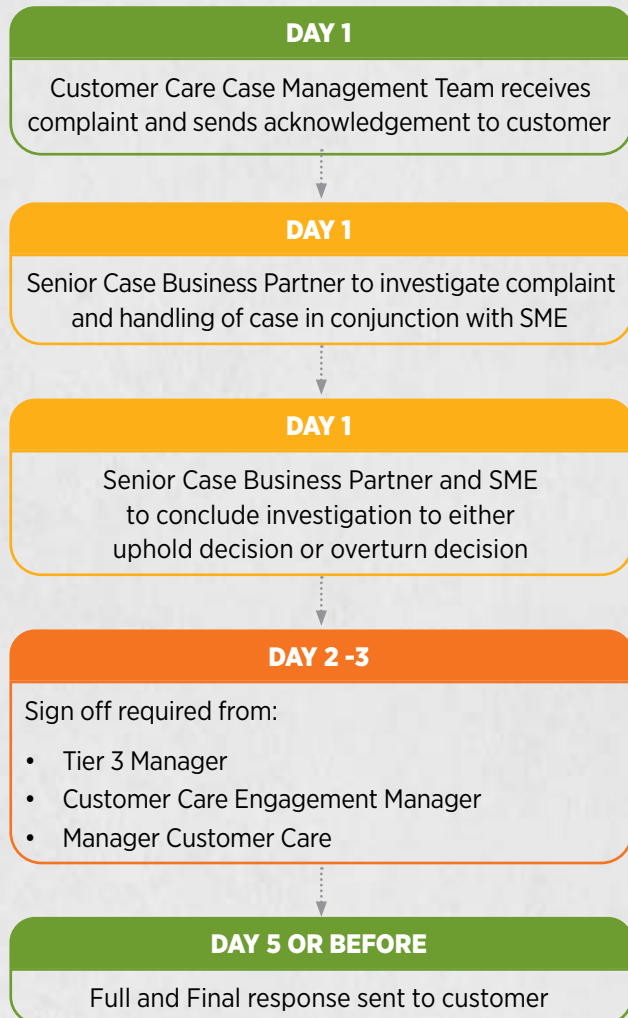 DAY 1
Customer Care Case Management Team receives
complaint and sends acknowledgement to customer
DAY 1
Senior Case Business Partner to investigate complaint
and handling of case in conjunction with SME
DAY 1
Senior Case Business Partner and SME
to conclude investigation to either
uphold decision or overturn decision
DAY 2 -3
Sign off required from:
• Tier 3 Manager
• Customer Care Engagement Manager
• Manager Customer Care
DAY 5 OR BEFORE
Full and Final response sent to customer